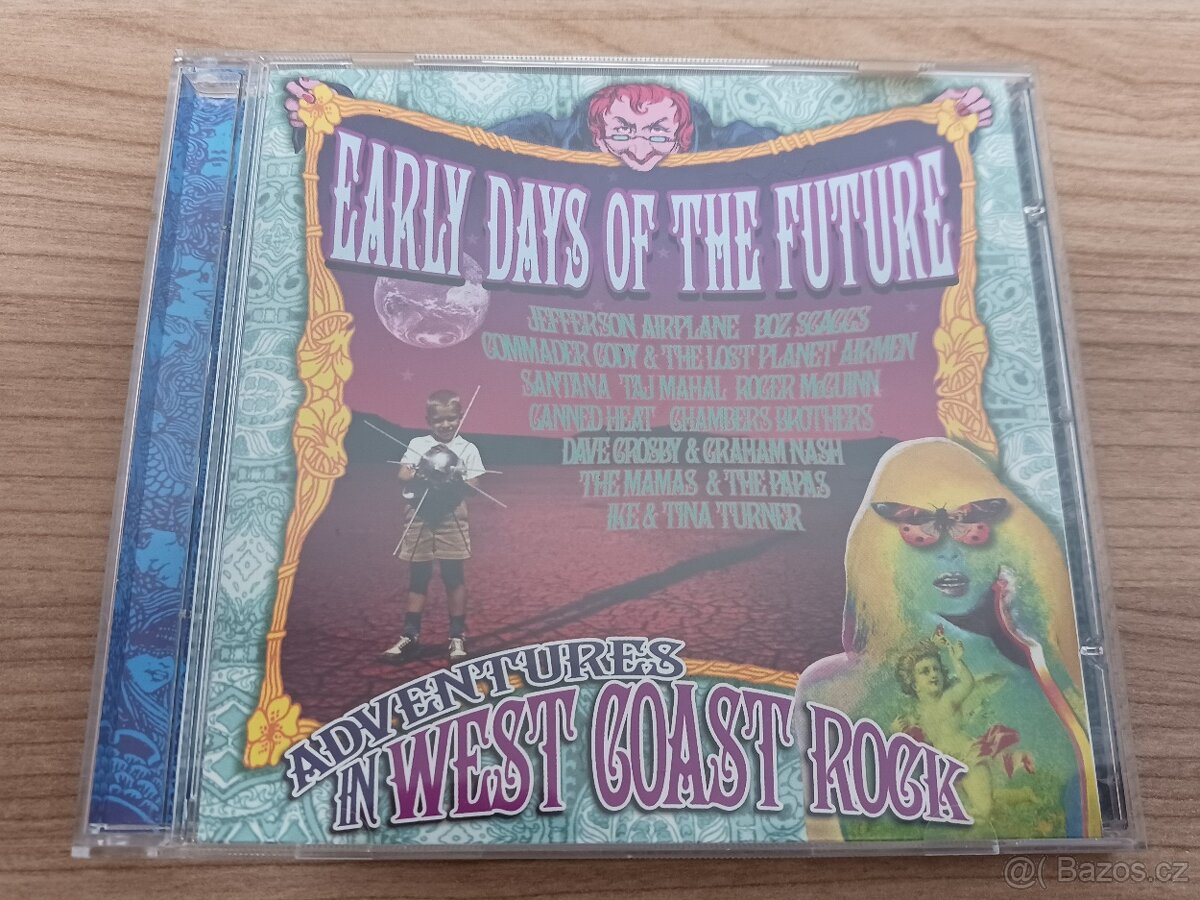 EARLY DAYS OF THE FUTURE
JEFFERSON AIRPLANE BOZ SCAGGS
COMMADER CODY & THE LOST PLANET AIRMEN
SANTANA TAJ MAHAL ROGER McGUINN
CANNED HEAT CHAMBERS BROTHERS
DAVE CROSBY & GRAHAM NASH
THE MAMAS & THE PAPAS
IKE & TINA TURNER
ADVENTURES
IN WEST COAST ROCK
@( Bazos.cz